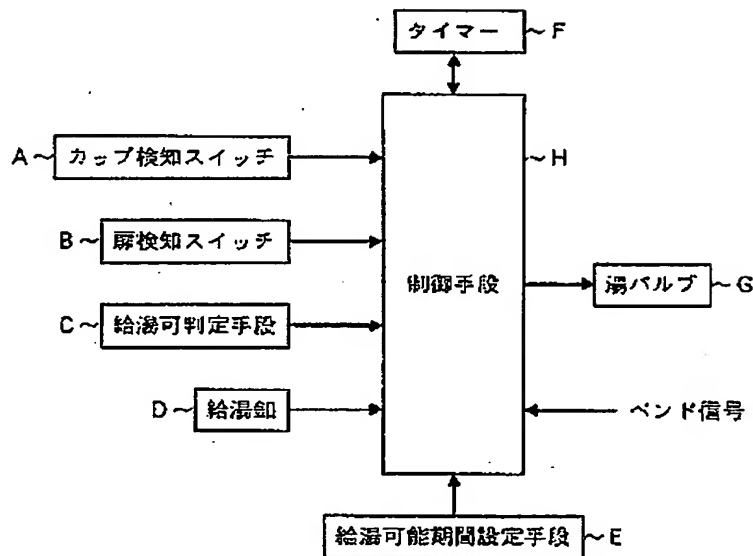 タイマー ~F
A~ カップ検知スイッチ
~H
B~ 扉検知スイッチ
制御手段
湯バルブ ~G
C~ 給湯可判定手段
D~ 給湯釦
ベンド信号
給湯可能期間設定手段 ~E